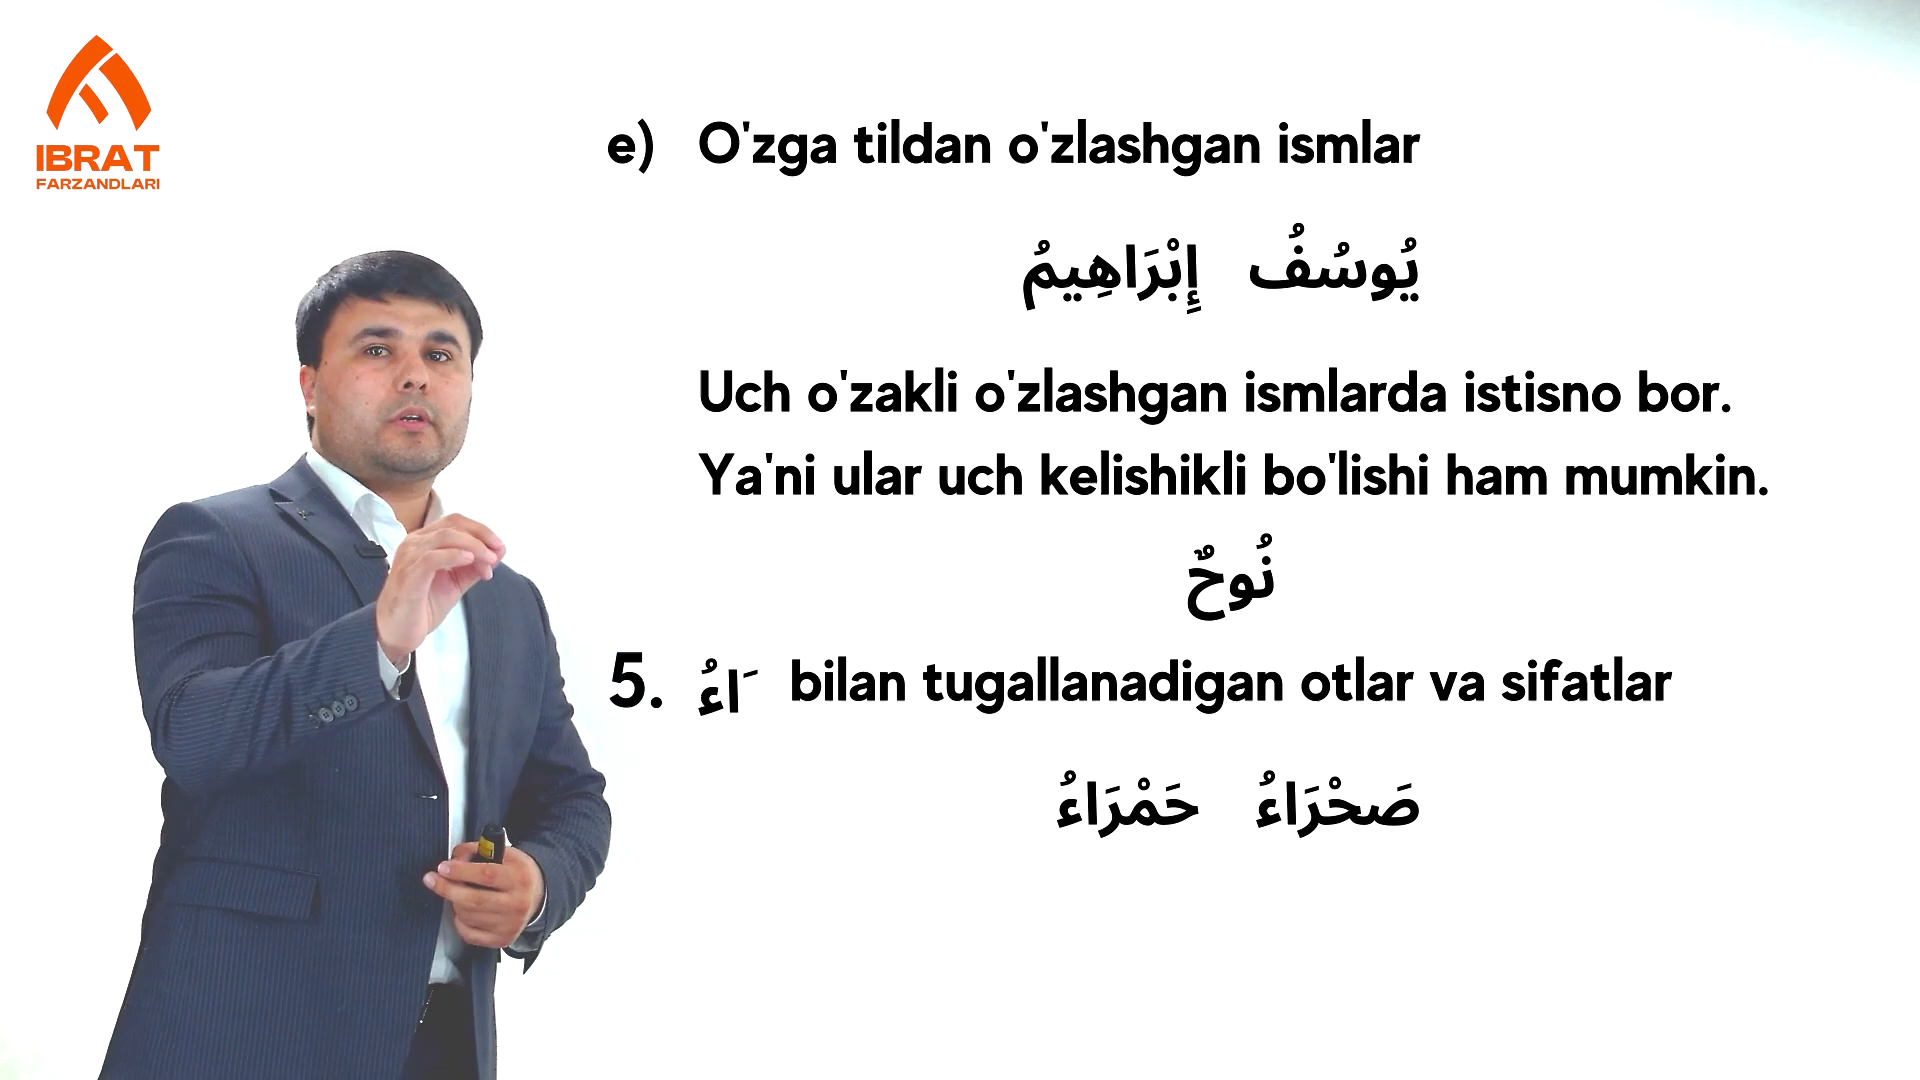 IBRAT
FARZANDLARI
e) O'zga tildan o'zlashgan ismlar
يُوسُفُ إِبْرَاهِيمُ
Uch o'zakli o'zlashgan ismlarda istisno bor.
Ya'ni ular uch kelishikli bo'lishi ham mumkin.
نُوحٌ
5. َاءُ bilan tugallanadigan otlar va sifatlar
صَحْرَاءُ حَمْرَاءُ